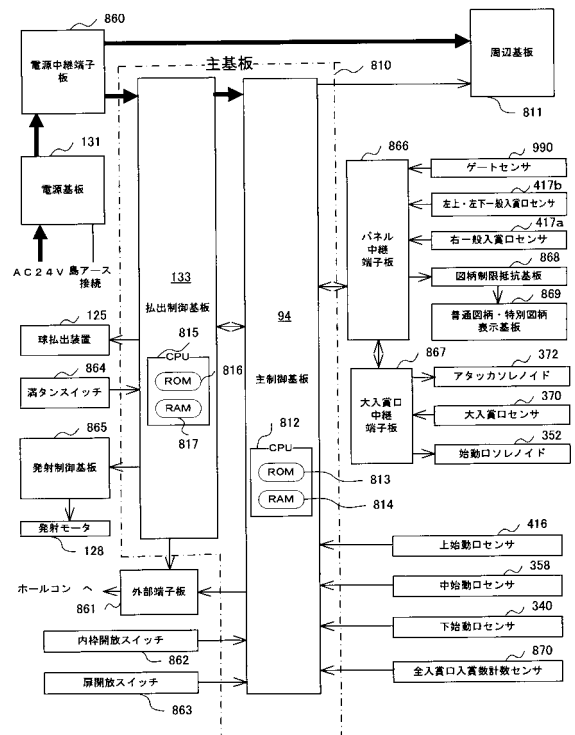 860
電源中継端子
板
主基板
810
周辺基板
811
131
電源基板
AC24V
島アース
接続
133
払出制御基板
815
CPU
ROM
816
RAM
817
94
主制御基板
812
CPU
ROM
813
RAM
814
866
パネル
中継
端子板
990
ゲートセンサ
417b
左上・左下一般入賞口センサ
417a
右一般入賞口センサ
868
図柄制限抵抗基板
869
普通図柄・特別図柄
表示基板
867
大入賞口
中継
端子板
372
アタッカソレノイド
370
大入賞口センサ
352
始動口ソレノイド
125
球払出装置
864
満タンスイッチ
865
発射制御基板
発射モータ
128
416
上始動口センサ
358
中始動口センサ
340
下始動口センサ
870
全入賞口入賞数計数センサ
ホールコン へ
861
外部端子板
内枠開放スイッチ
862
扉開放スイッチ
863